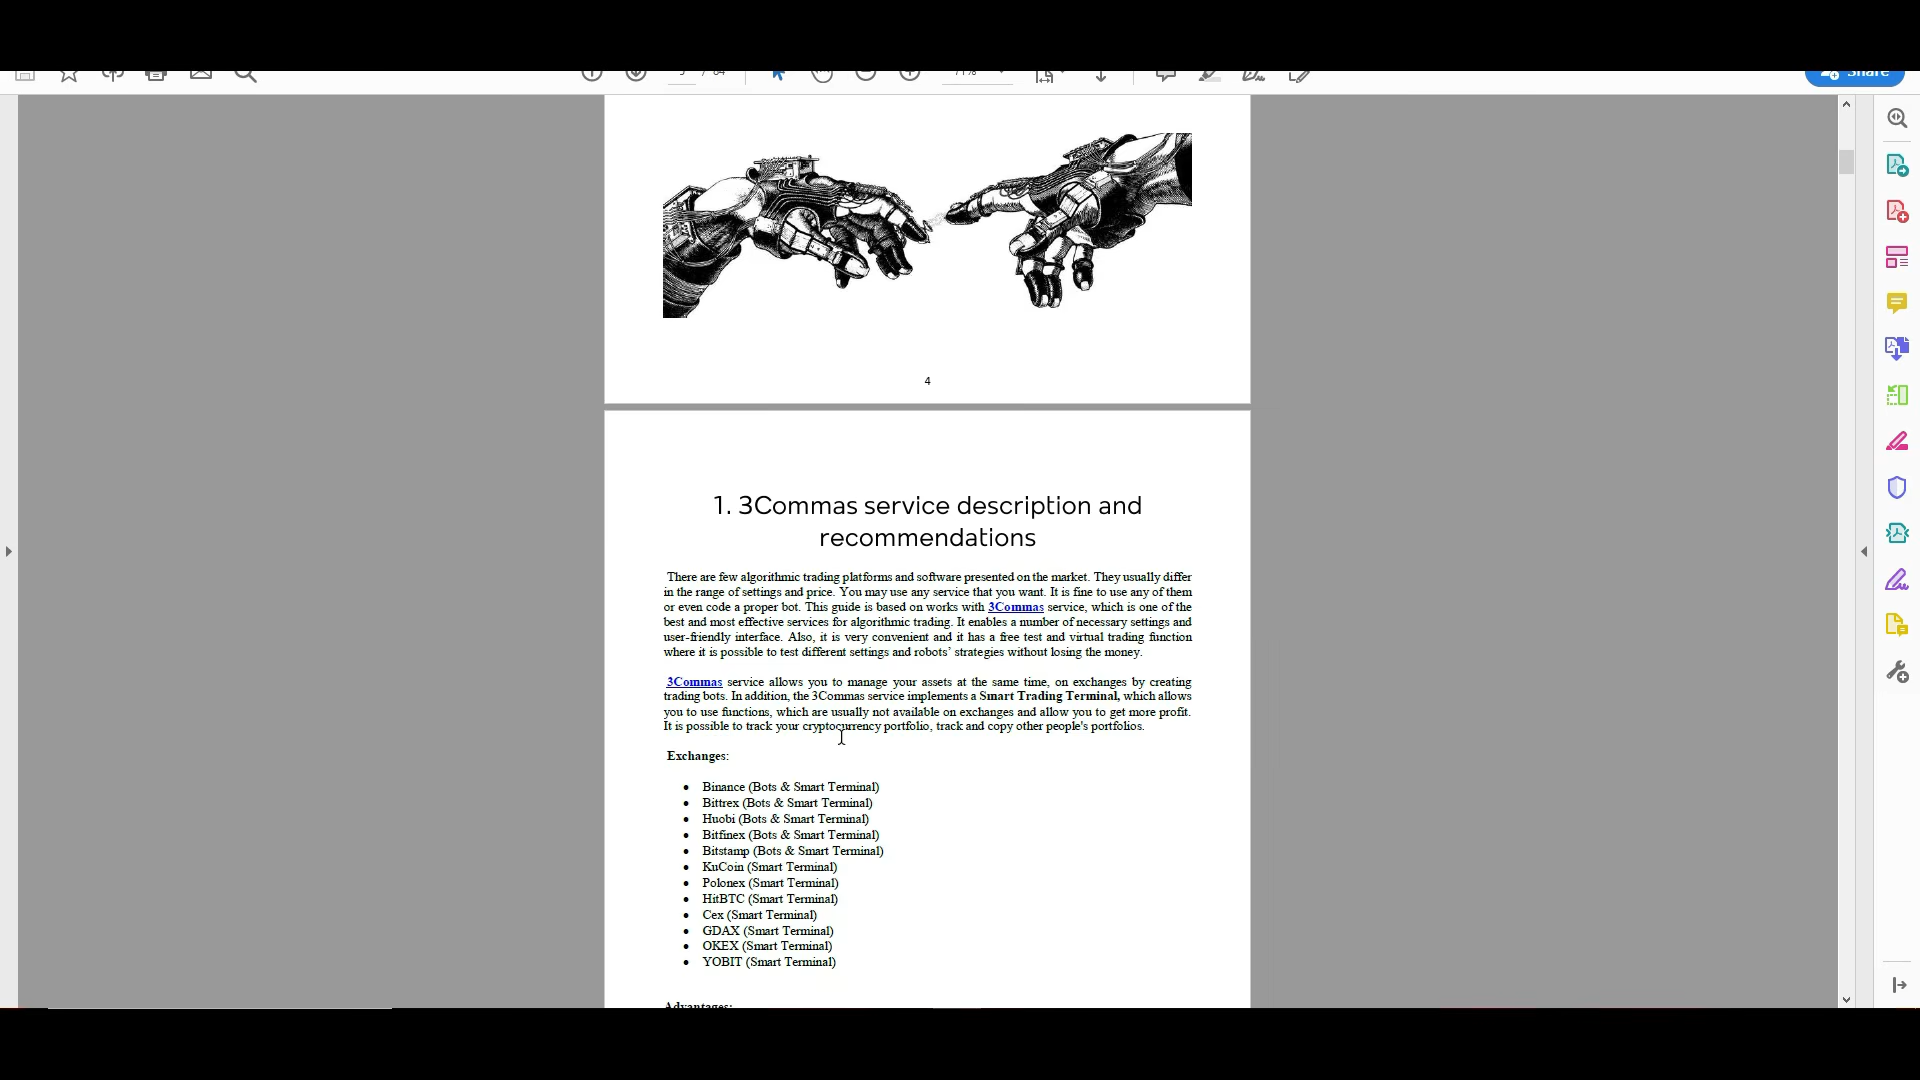 Share
4
1. 3Commas service description and
recommendations
There are few algorithmic trading platforms and software presented on the market. They usually differ
in the range of settings and price. You may use any service that you want. It is fine to use any of them
or even code a proper bot. This guide is based on works with 3Commas service, which is one of the
best and most effective services for algorithmic trading. It enables a number of necessary settings and
user-friendly interface. Also, it is very convenient and it has a free test and virtual trading function
where it is possible to test different settings and robots’ strategies without losing the money.
3Commas service allows you to manage your assets at the same time, on exchanges by creating
trading bots. In addition, the 3Commas service implements a Smart Trading Terminal, which allows
you to use functions, which are usually not available on exchanges and allow you to get more profit.
It is possible to track your cryptocurrency portfolio, track and copy other people's portfolios.
Exchanges:
• Binance (Bots & Smart Terminal)
• Bittrex (Bots & Smart Terminal)
• Huobi (Bots & Smart Terminal)
• Bitfinex (Bots & Smart Terminal)
• Bitstamp (Bots & Smart Terminal)
• KuCoin (Smart Terminal)
• Polonex (Smart Terminal)
• HitBTC (Smart Terminal)
• Cex (Smart Terminal)
• GDAX (Smart Terminal)
• OKEX (Smart Terminal)
• YOBIT (Smart Terminal)
Advantages: